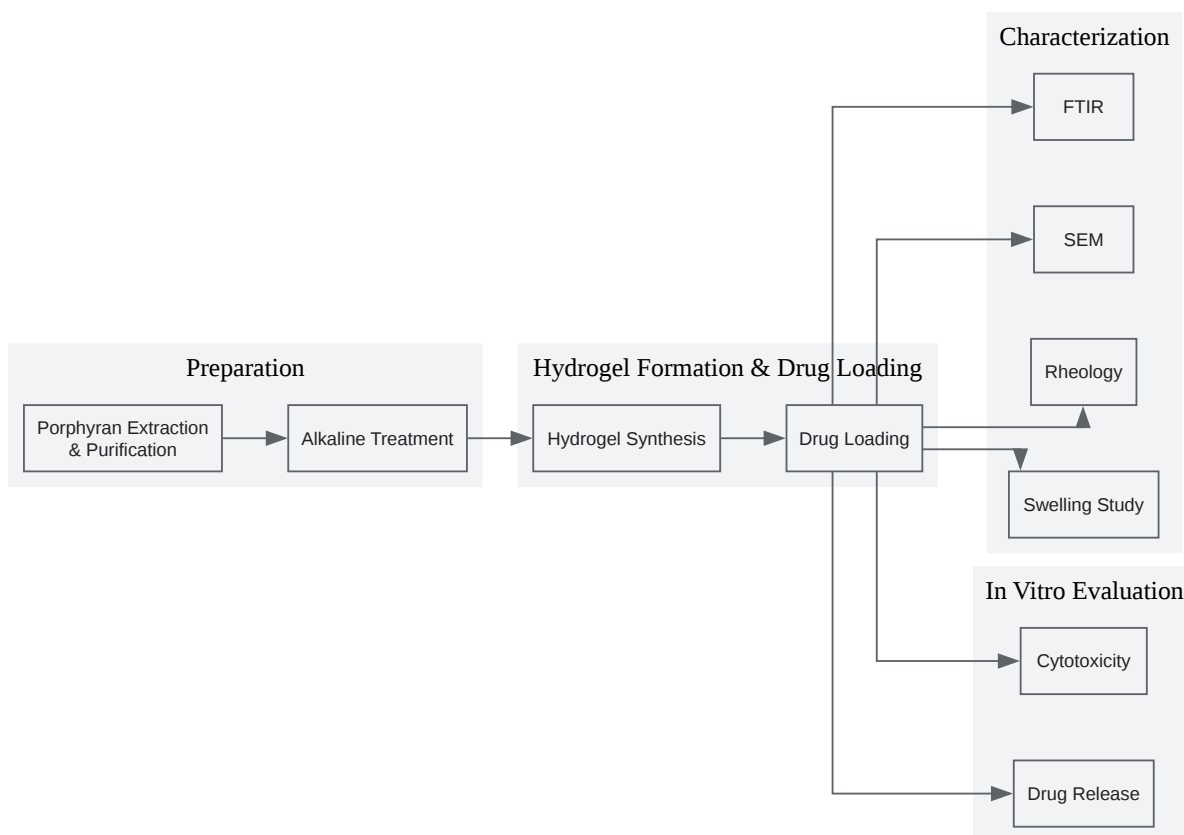 Preparation
Porphyran Extraction
& Purification
Alkaline Treatment
Hydrogel Formation & Drug Loading
Hydrogel Synthesis
Drug Loading
Characterization
FTIR
SEM
Rheology
Swelling Study
In Vitro Evaluation
Cytotoxicity
Drug Release